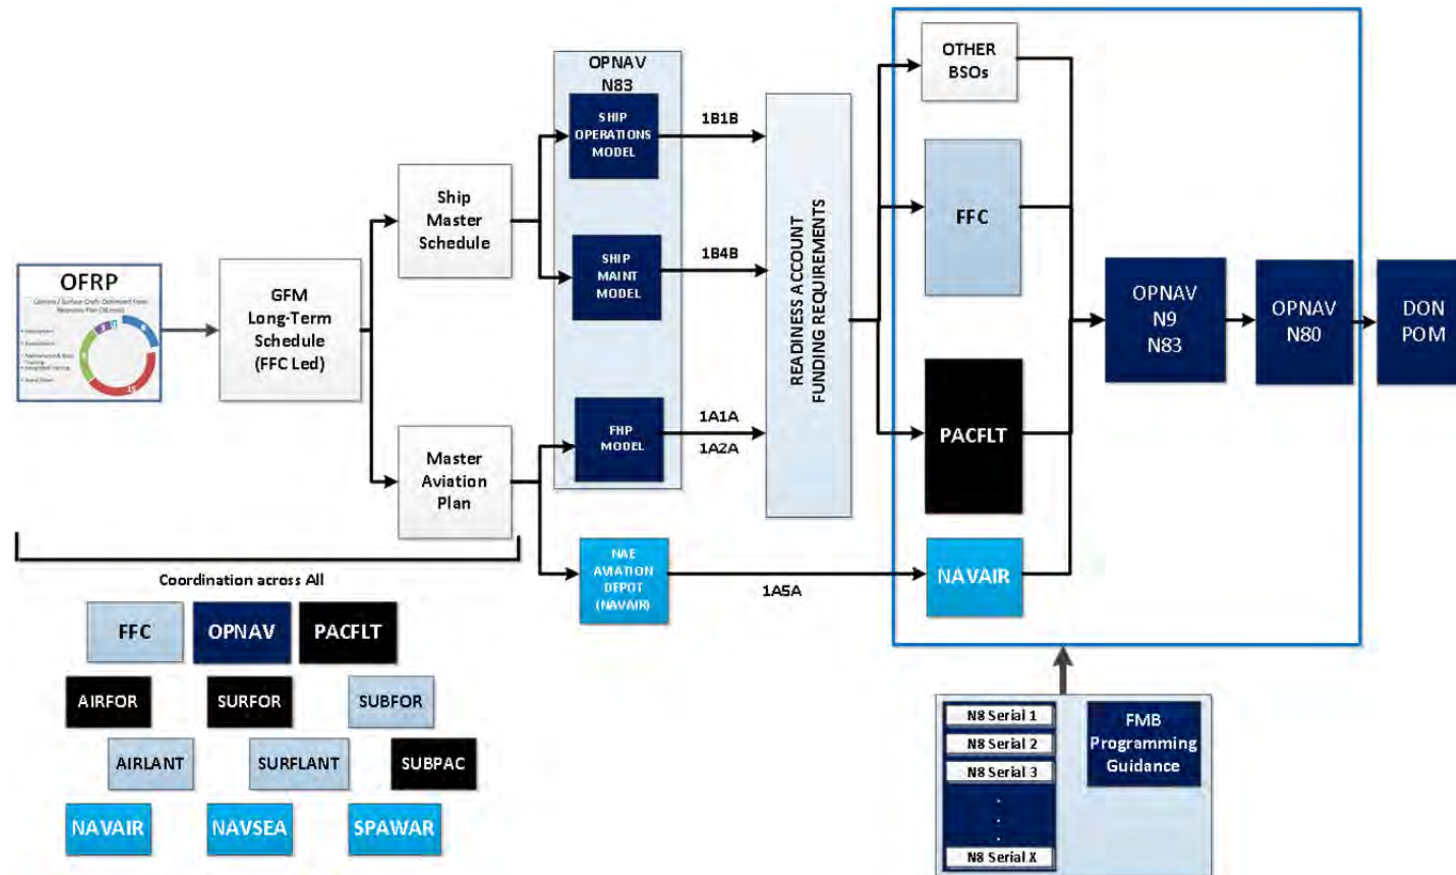 OFRP
GFM
Long-Term
Schedule
(FFC Led)
Ship
Master
Schedule
Master
Aviation
Plan
OPNAV
N83
SHIP
OPERATIONS
MODEL
SHIP
MAINT
MODEL
FHP
MODEL
NAE
AVIATION
DEPOT
(NAVAIR)
1B1B
1B4B
1A1A
1A2A
1A5A
READINESS ACCOUNT
FUNDING REQUIREMENTS
OTHER
BSOs
FFC
PACFLT
NAVAIR
OPNAV
N9
N83
OPNAV
N80
DON
POM
Coordination across All
FFC
OPNAV
PACFLT
AIRFOR
SURFOR
SUBFOR
AIRLANT
SURFLANT
SUBPAC
NAVAIR
NAVSEA
SPAWAR
N8 Serial 1
N8 Serial 2
N8 Serial 3
.
.
.
N8 Serial X
FMB
Programming
Guidance